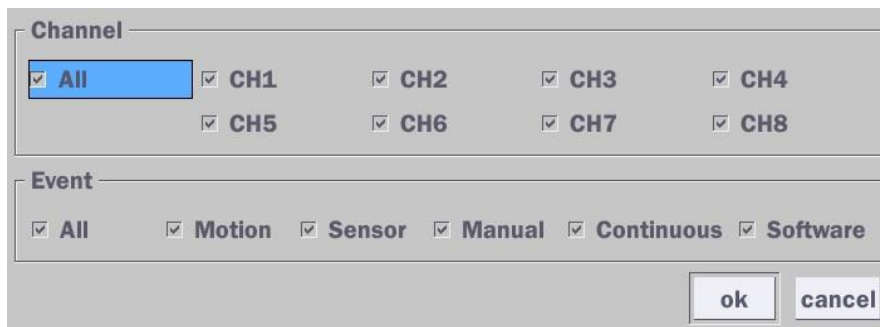 Channel
All CH1 CH2 CH3 CH4
CH5 CH6 CH7 CH8
Event
All Motion Sensor Manual Continuous Software
ok cancel